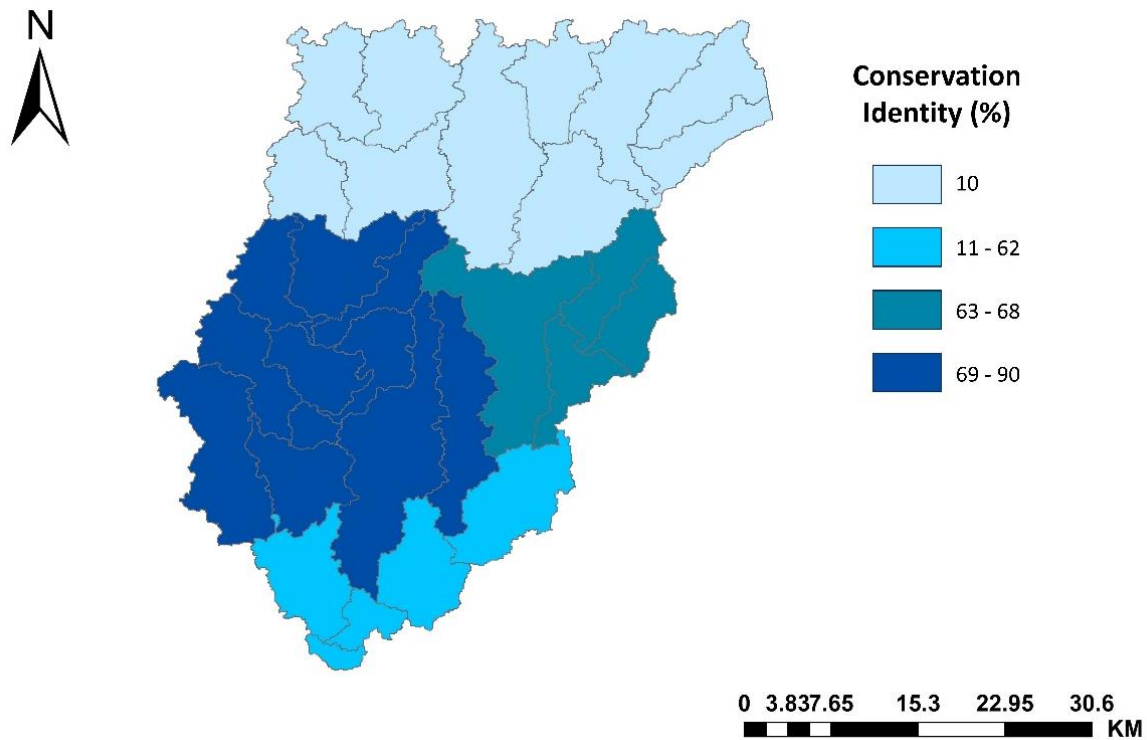 N
Conservation
Identity (%)
10
11 - 62
63 - 68
69 - 90
0 3.837.65 15.3 22.95 30.6
KM